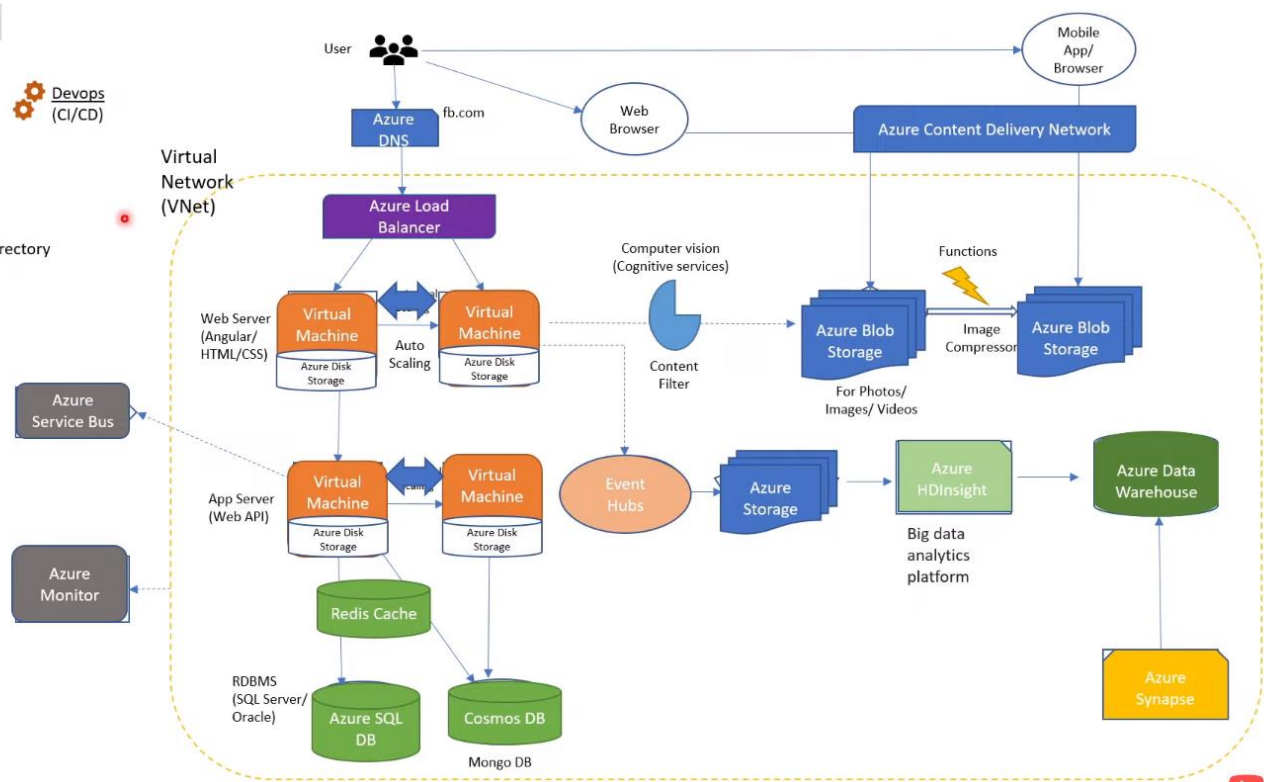 User
Mobile
App/
Browser
Devops
(CI/CD)
Azure
DNS
fb.com
Web
Browser
Azure Content Delivery Network
Virtual
Network
(VNet)
Azure Load
Balancer
rectory
Computer vision
(Cognitive services)
Functions
Web Server
(Angular/
HTML/CSS)
Virtual
Machine
Azure Disk
Storage
Auto
Scaling
Virtual
Machine
Azure Disk
Storage
Content
Filter
Azure Blob
Storage
For Photos/
Images/ Videos
Image
Compressor
Azure Blob
Storage
Azure
Service Bus
App Server
(Web API)
Virtual
Machine
Azure Disk
Storage
Virtual
Machine
Azure Disk
Storage
Event
Hubs
Azure
Storage
Azure
HDInsight
Big data
analytics
platform
Azure Data
Warehouse
Azure
Monitor
Redis Cache
RDBMS
(SQL Server/
Oracle)
Azure SQL
DB
Cosmos DB
Mongo DB
Azure
Synapse